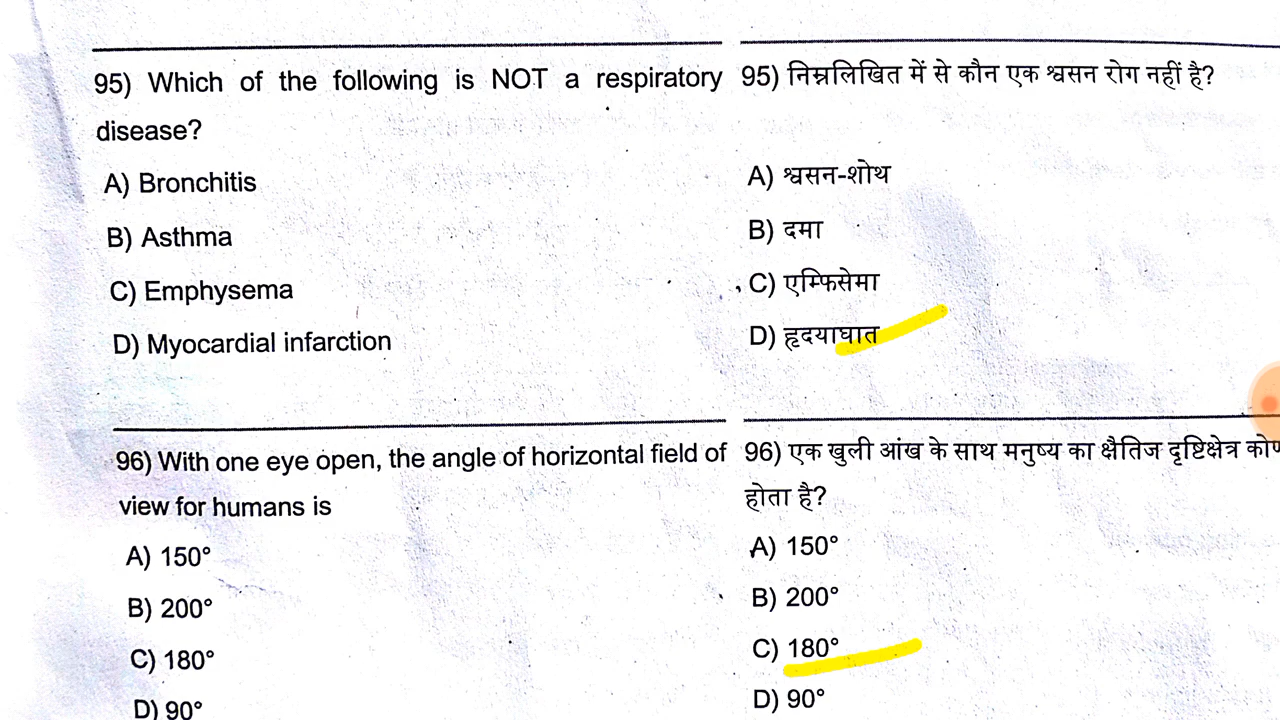 95) Which of the following is NOT a respiratory
disease?
A) Bronchitis
B) Asthma
C) Emphysema
D) Myocardial infarction
95) निम्नलिखित में से कौन एक श्वसन रोग नहीं है?
A) श्वसन-शोथ
B) दमा
C) एम्फिसेमा
D) हृदयाघात
96) With one eye open, the angle of horizontal field of
view for humans is
A) 150°
B) 200°
C) 180°
D) 90°
96) एक खुली आंख के साथ मनुष्य का क्षैतिज दृष्टिक्षेत्र
होता है?
A) 150°
B) 200°
C) 180°
D) 90°